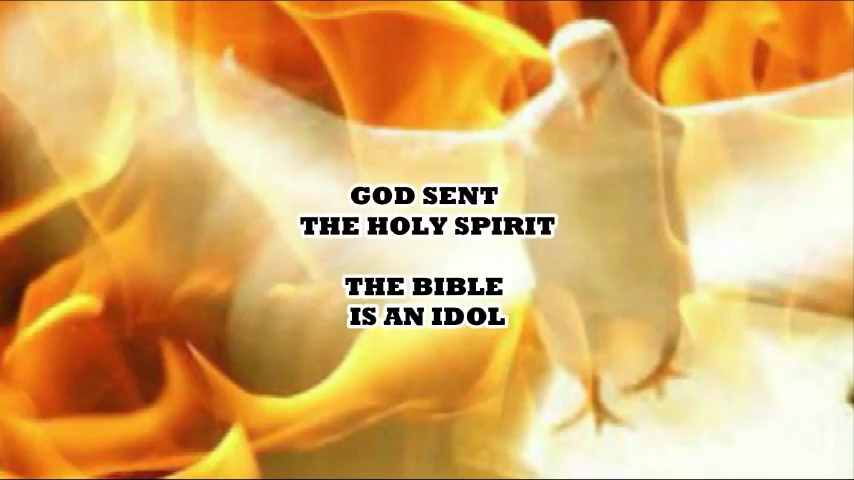 GOD SENT
THE HOLY SPIRIT
THE BIBLE
IS AN IDOL